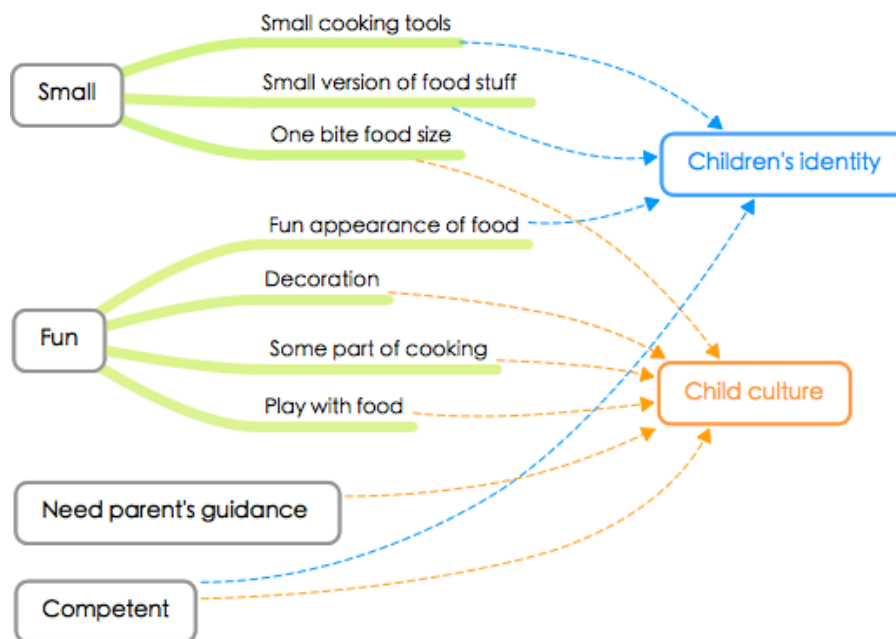 Small cooking tools
Small
Small version of food stuff
One bite food size
Children's identity
Fun appearance of food
Decoration
Fun
Some part of cooking
Child culture
Play with food
Need parent's guidance
Competent